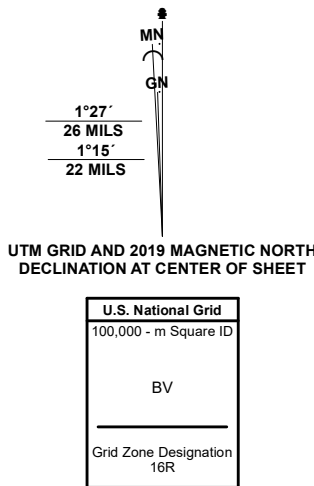 MN
GN
1°27´
26 MILS
1°15´
22 MILS
UTM GRID AND 2019 MAGNETIC NORTH
DECLINATION AT CENTER OF SHEET
U.S. National Grid
100,000 - m Square ID
BV
Grid Zone Designation
16R